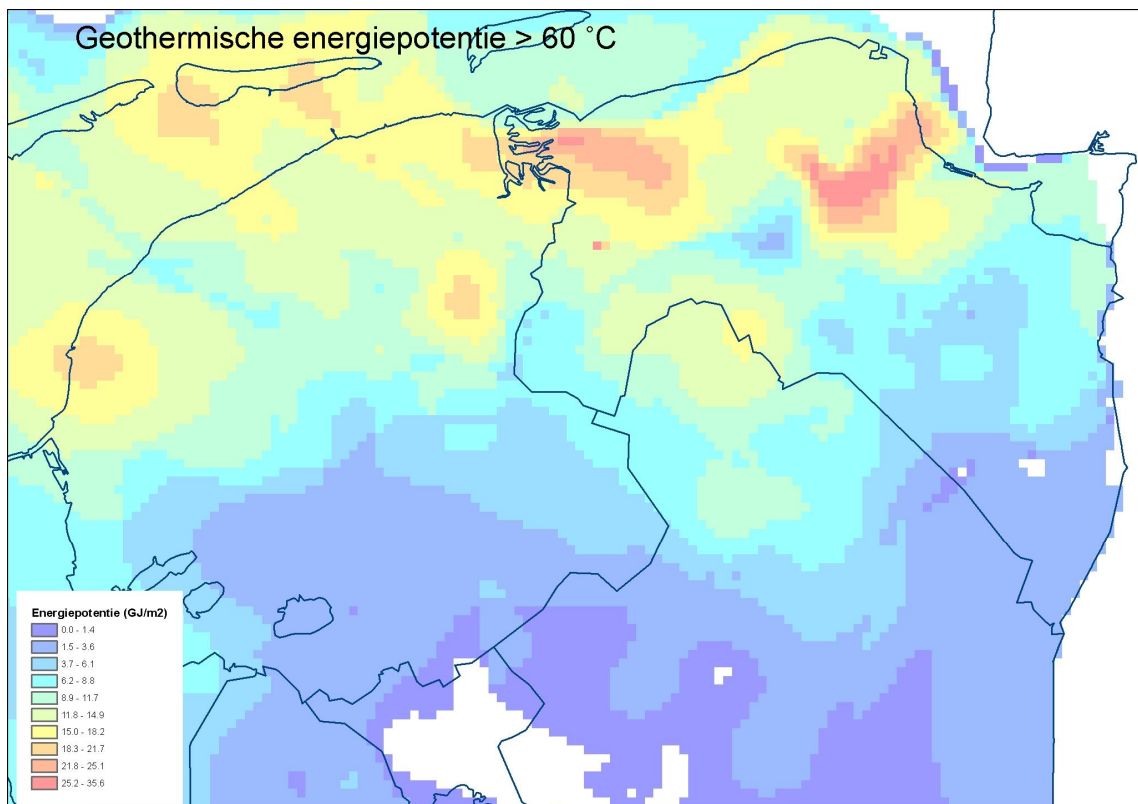 Geothermische energiepotentie > 60 °C
Energiepotentie (GJ/m2)
0.0 - 1.4
1.5 - 3.6
3.7 - 6.1
6.2 - 8.8
8.9 - 11.7
11.8 - 14.9
15.0 - 18.2
18.3 - 21.7
21.8 - 25.1
25.2 - 35.6